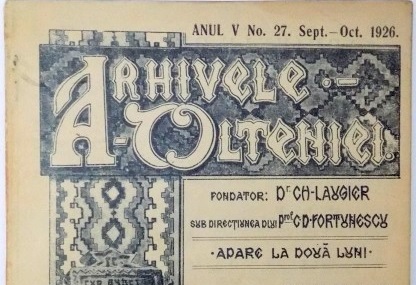 ANUL V No. 27. Sept.—Oct. 1926.
ARHIVELE
OLTENIEI
FONDATOR: Dr CH·LAUGIER
SUB DIRECTIUNEA DLUI prof. C·D·FORTUNESCU
·APARE LA DOUĂ LUNI·